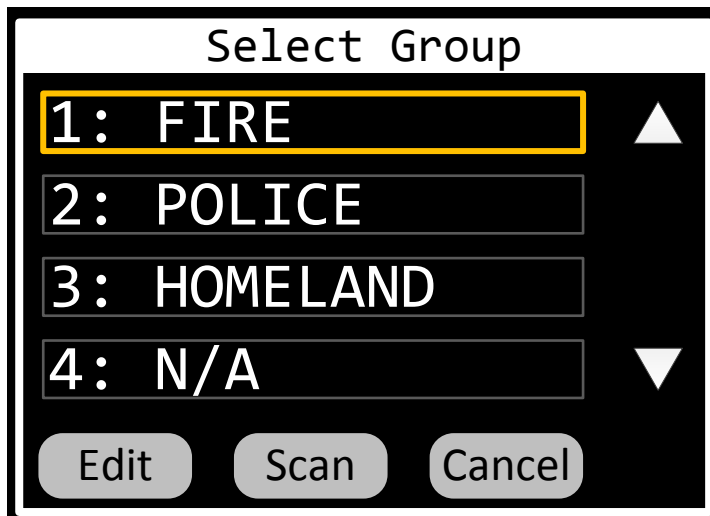 Select Group
1: FIRE
2: POLICE
3: HOMELAND
4: N/A
Edit Scan Cancel